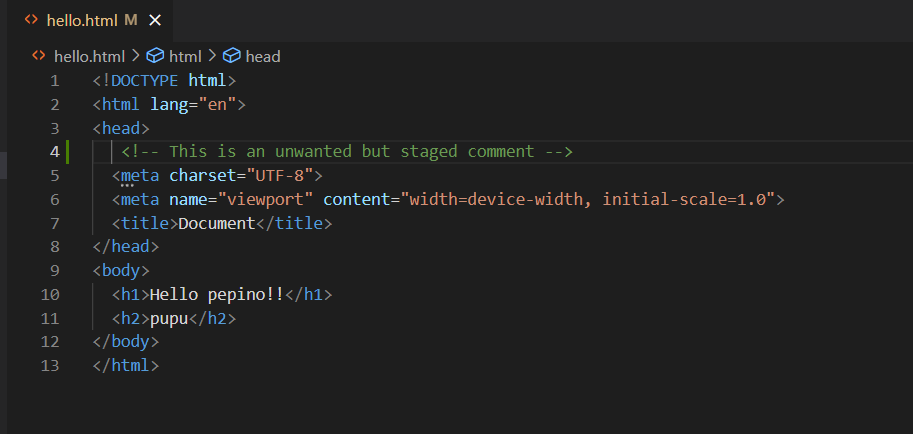 hello.html M
hello.html > html > head
1 <!DOCTYPE html>
2 <html lang="en">
3 <head>
4 <!-- This is an unwanted but staged comment -->
5 <meta charset="UTF-8">
6 <meta name="viewport" content="width=device-width, initial-scale=1.0">
7 <title>Document</title>
8 </head>
9 <body>
10 <h1>Hello pepino!!</h1>
11 <h2>pupu</h2>
12 </body>
13 </html>